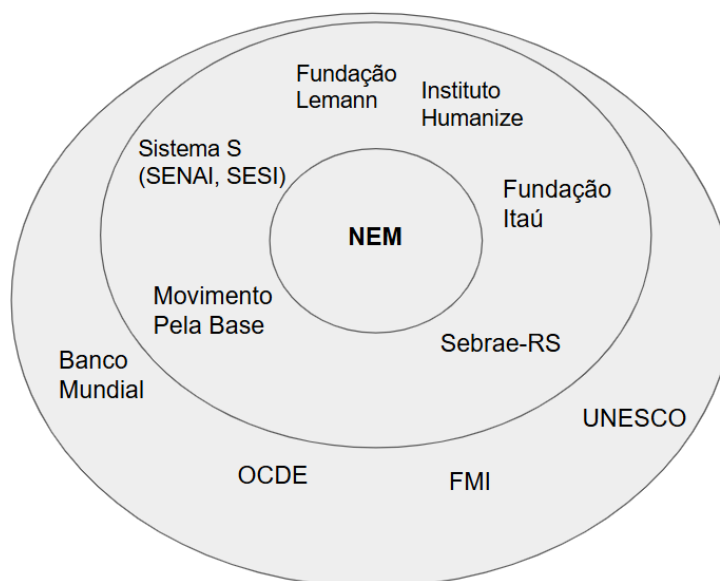 Fundação
Lemann
Instituto
Humanize
Sistema S
(SENAI, SESI)
Fundação
Itaú
NEM
Movimento
Pela Base
Sebrae-RS
Banco
Mundial
UNESCO
OCDE
FMI